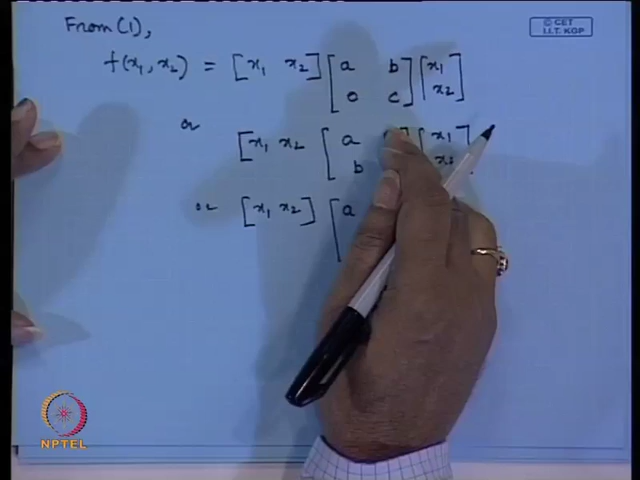 From (1),
© CET
I.I.T. KGP
f(x₁, x₂) = [x₁ x₂] [a b
0 c] [x₁
x₂]
or [x₁ x₂ [a
b ] [x₁
x₂]
or [x₁ x₂] [a
NPTEL